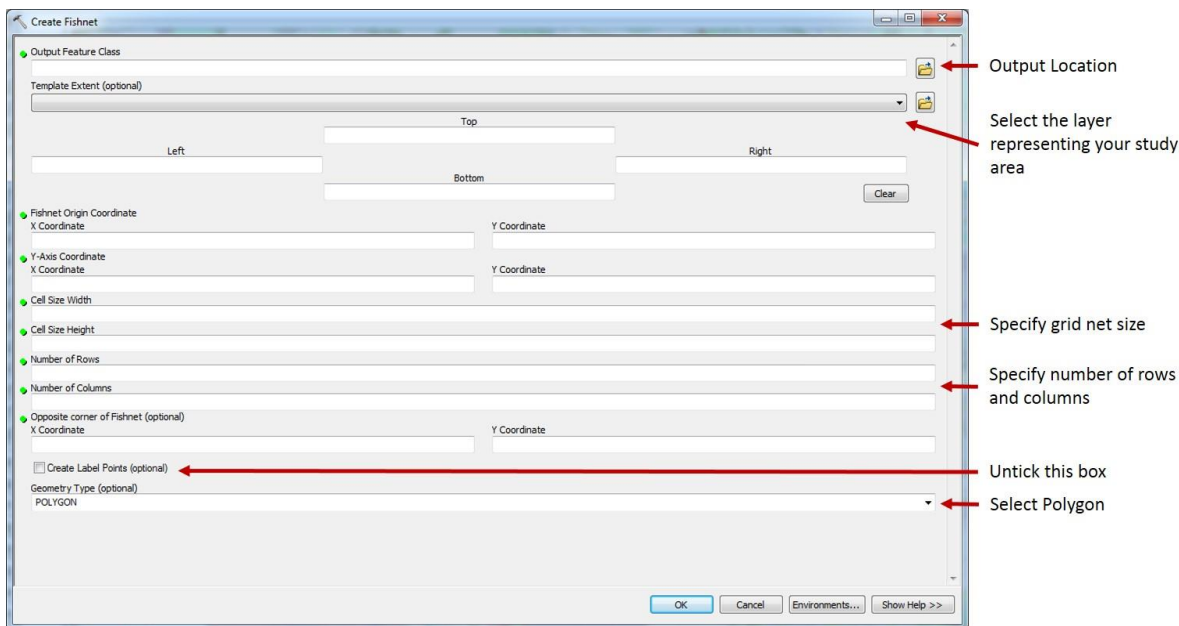 Create Fishnet
Output Feature Class
Output Location
Template Extent (optional)
Select the layer
representing your study
area
Top
Left
Right
Bottom
Clear
Fishnet Origin Coordinate
X Coordinate
Y Coordinate
Y-Axis Coordinate
X Coordinate
Y Coordinate
Cell Size Width
Specify grid net size
Cell Size Height
Number of Rows
Specify number of rows
and columns
Number of Columns
Opposite corner of Fishnet (optional)
X Coordinate
Y Coordinate
Create Label Points (optional)
Untick this box
Geometry Type (optional)
POLYGON
Select Polygon
OK
Cancel
Environments...
Show Help >>